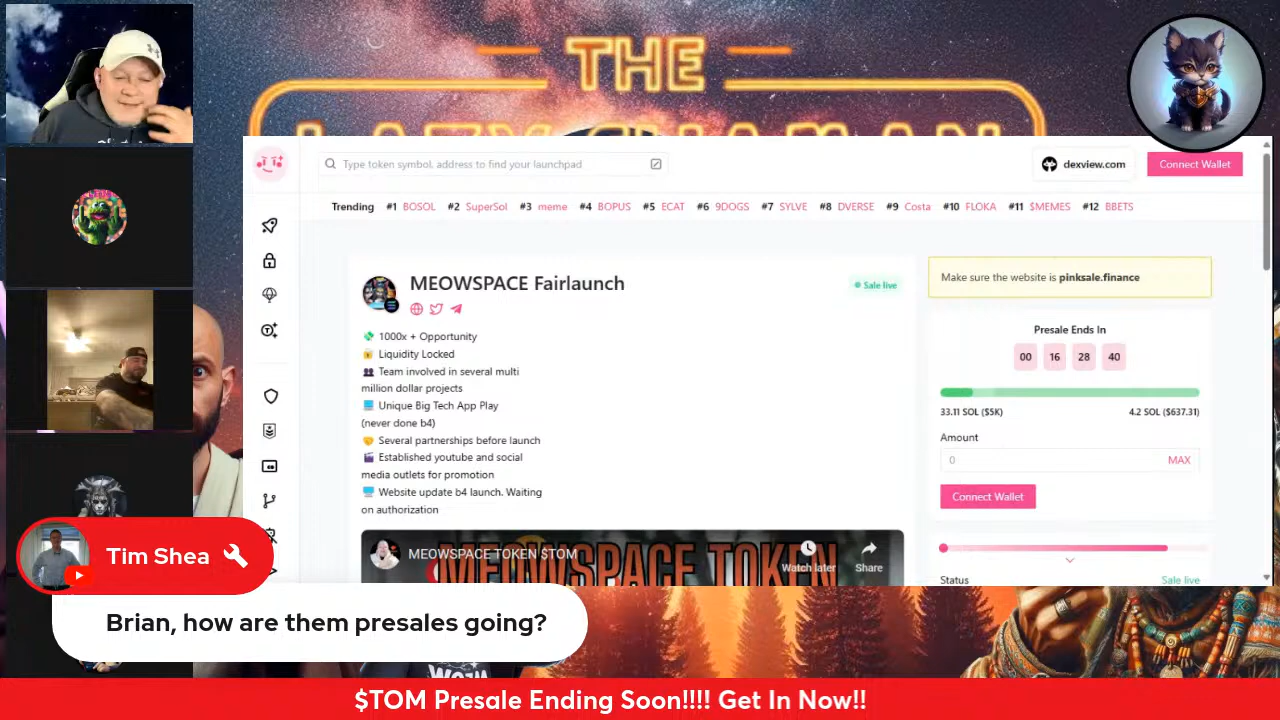 THE
LAZY SHAMAN
Type token symbol, address to find your launchpad
dexview.com
Connect Wallet
Trending #1 BOSOL #2 SuperSol #3 meme #4 BOPUS #5 ECAT #6 9DOGS #7 SYLVE #8 DVERSE #9 Costa #10 FLOKA #11 $MEMES #12 BBETS
MEOWSPACE Fairlaunch
Sale live
💸 1000x + Opportunity
🔒 Liquidity Locked
👥 Team involved in several multi
million dollar projects
💻 Unique Big Tech App Play
(never done b4)
🤝 Several partnerships before launch
🎬 Established youtube and social
media outlets for promotion
💻 Website update b4 launch. Waiting
on authorization
MEOWSPACE TOKEN $TOM
MEOWSPACE TOKEN
Watch later
Share
Make sure the website is pinksale.finance
Presale Ends In
00 16 28 40
33.11 SOL ($5K)
4.2 SOL ($637.31)
Amount
0
MAX
Connect Wallet
Status
Sale live
Tim Shea
Brian, how are them presales going?
$TOM Presale Ending Soon!!!! Get In Now!!